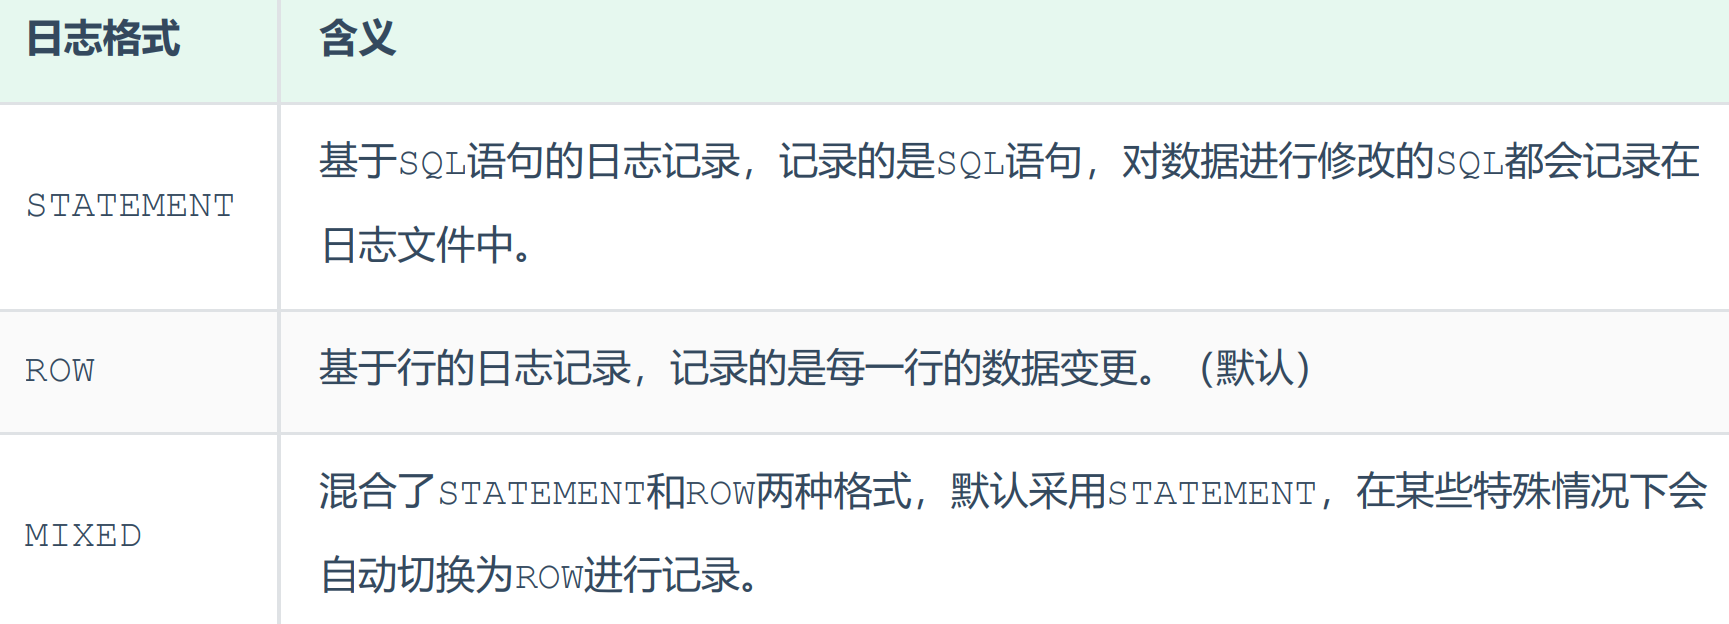 日志格式
含义
STATEMENT
基于SQL语句的日志记录，记录的是SQL语句，对数据进行修改的SQL都会记录在
日志文件中。
ROW
基于行的日志记录，记录的是每一行的数据变更。（默认）
MIXED
混合了STATEMENT和ROW两种格式，默认采用STATEMENT，在某些特殊情况下会
自动切换为ROW进行记录。